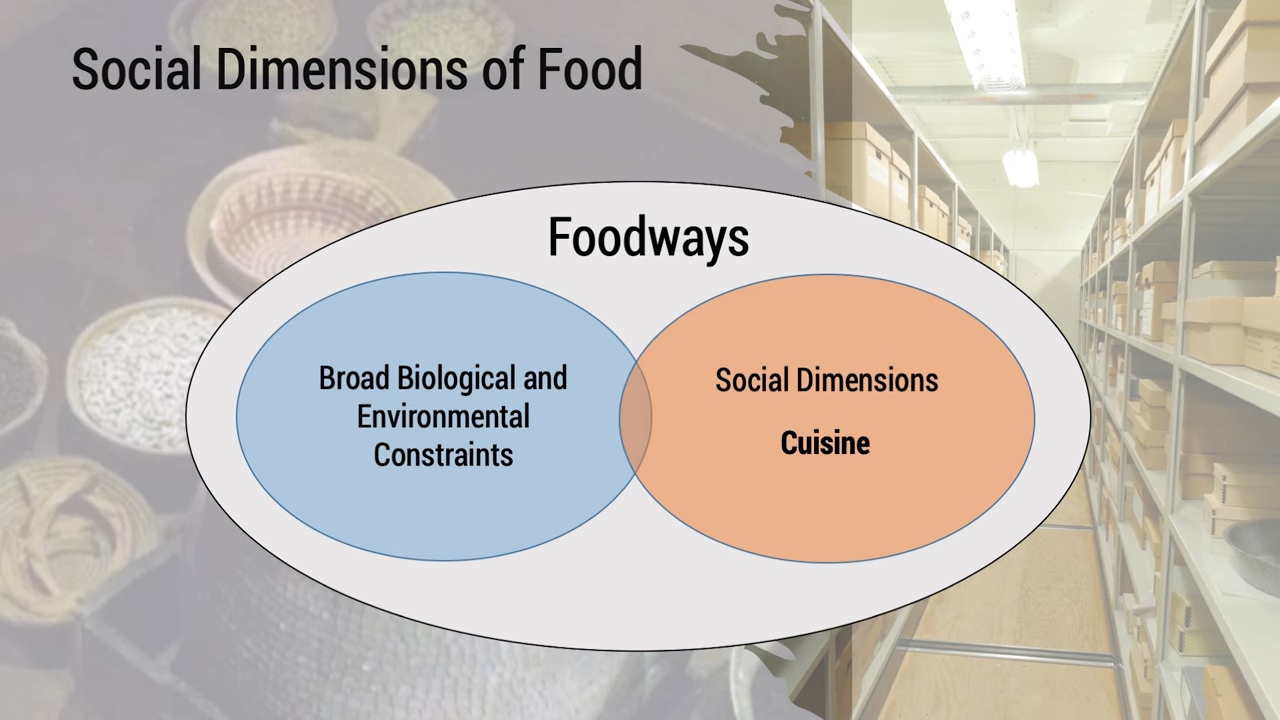 Social Dimensions of Food
Foodways
Broad Biological and
Environmental
Constraints
Social Dimensions
Cuisine